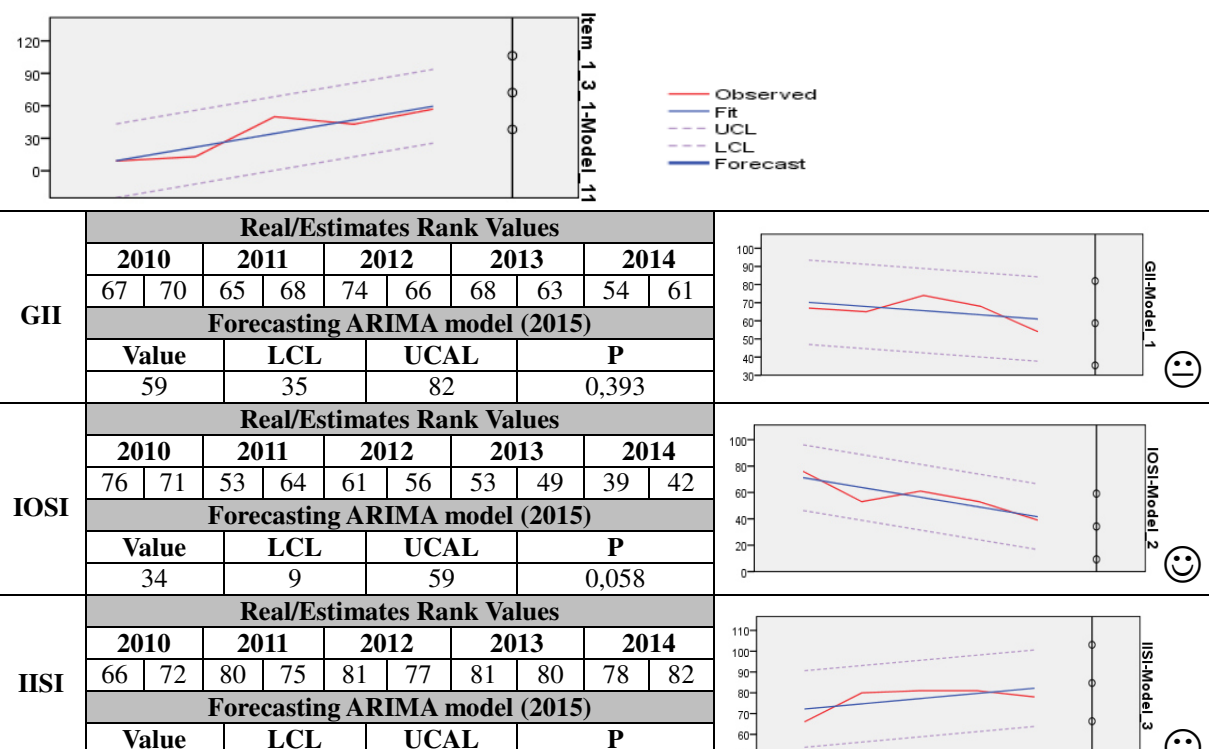 120
90
60
30
0
Item_1_3_1-Model_11
Observed
Fit
UCL
LCL
Forecast
GII
Real/Estimates Rank Values
2010 2011 2012 2013 2014
67 70 65 68 74 66 68 63 54 61
Forecasting ARIMA model (2015)
Value LCL UCAL P
59 35 82 0,393
100
90
80
70
60
50
40
30
GII-Model_1
IOSI
Real/Estimates Rank Values
2010 2011 2012 2013 2014
76 71 53 64 61 56 53 49 39 42
Forecasting ARIMA model (2015)
Value LCL UCAL P
34 9 59 0,058
100
80
60
40
20
0
IOSI-Model_2
IISI
Real/Estimates Rank Values
2010 2011 2012 2013 2014
66 72 80 75 81 77 81 80 78 82
Forecasting ARIMA model (2015)
Value LCL UCAL P
110
100
90
80
70
60
IISI-Model_3